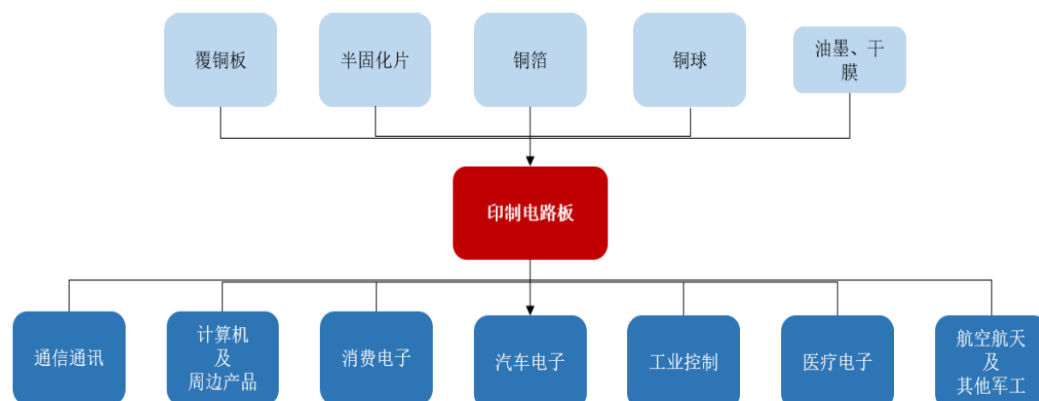 覆铜板
半固化片
铜箔
铜球
油墨、干
膜
印制电路板
通信通讯
计算机
及
周边产品
消费电子
汽车电子
工业控制
医疗电子
航空航天
及
其他军工